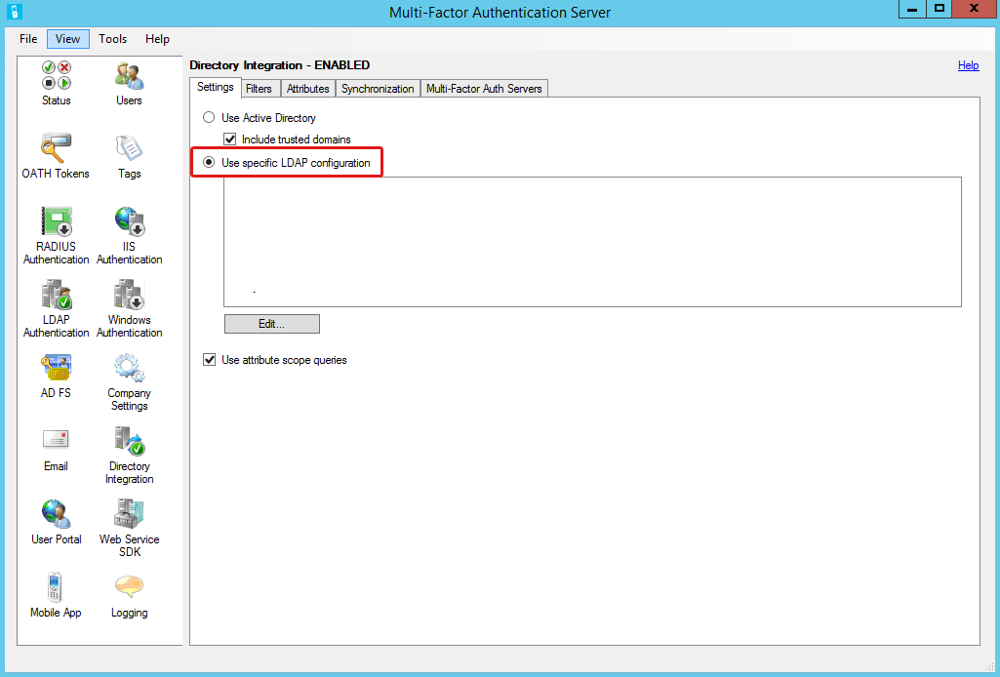 Multi-Factor Authentication Server
File View Tools Help
Directory Integration - ENABLED
Help
Settings Filters Attributes Synchronization Multi-Factor Auth Servers
Use Active Directory
Include trusted domains
Use specific LDAP configuration
Edit...
Use attribute scope queries
Status
Users
OATH Tokens
Tags
RADIUS
Authentication
IIS
Authentication
LDAP
Authentication
Windows
Authentication
AD FS
Company
Settings
Email
Directory
Integration
User Portal
Web Service
SDK
Mobile App
Logging